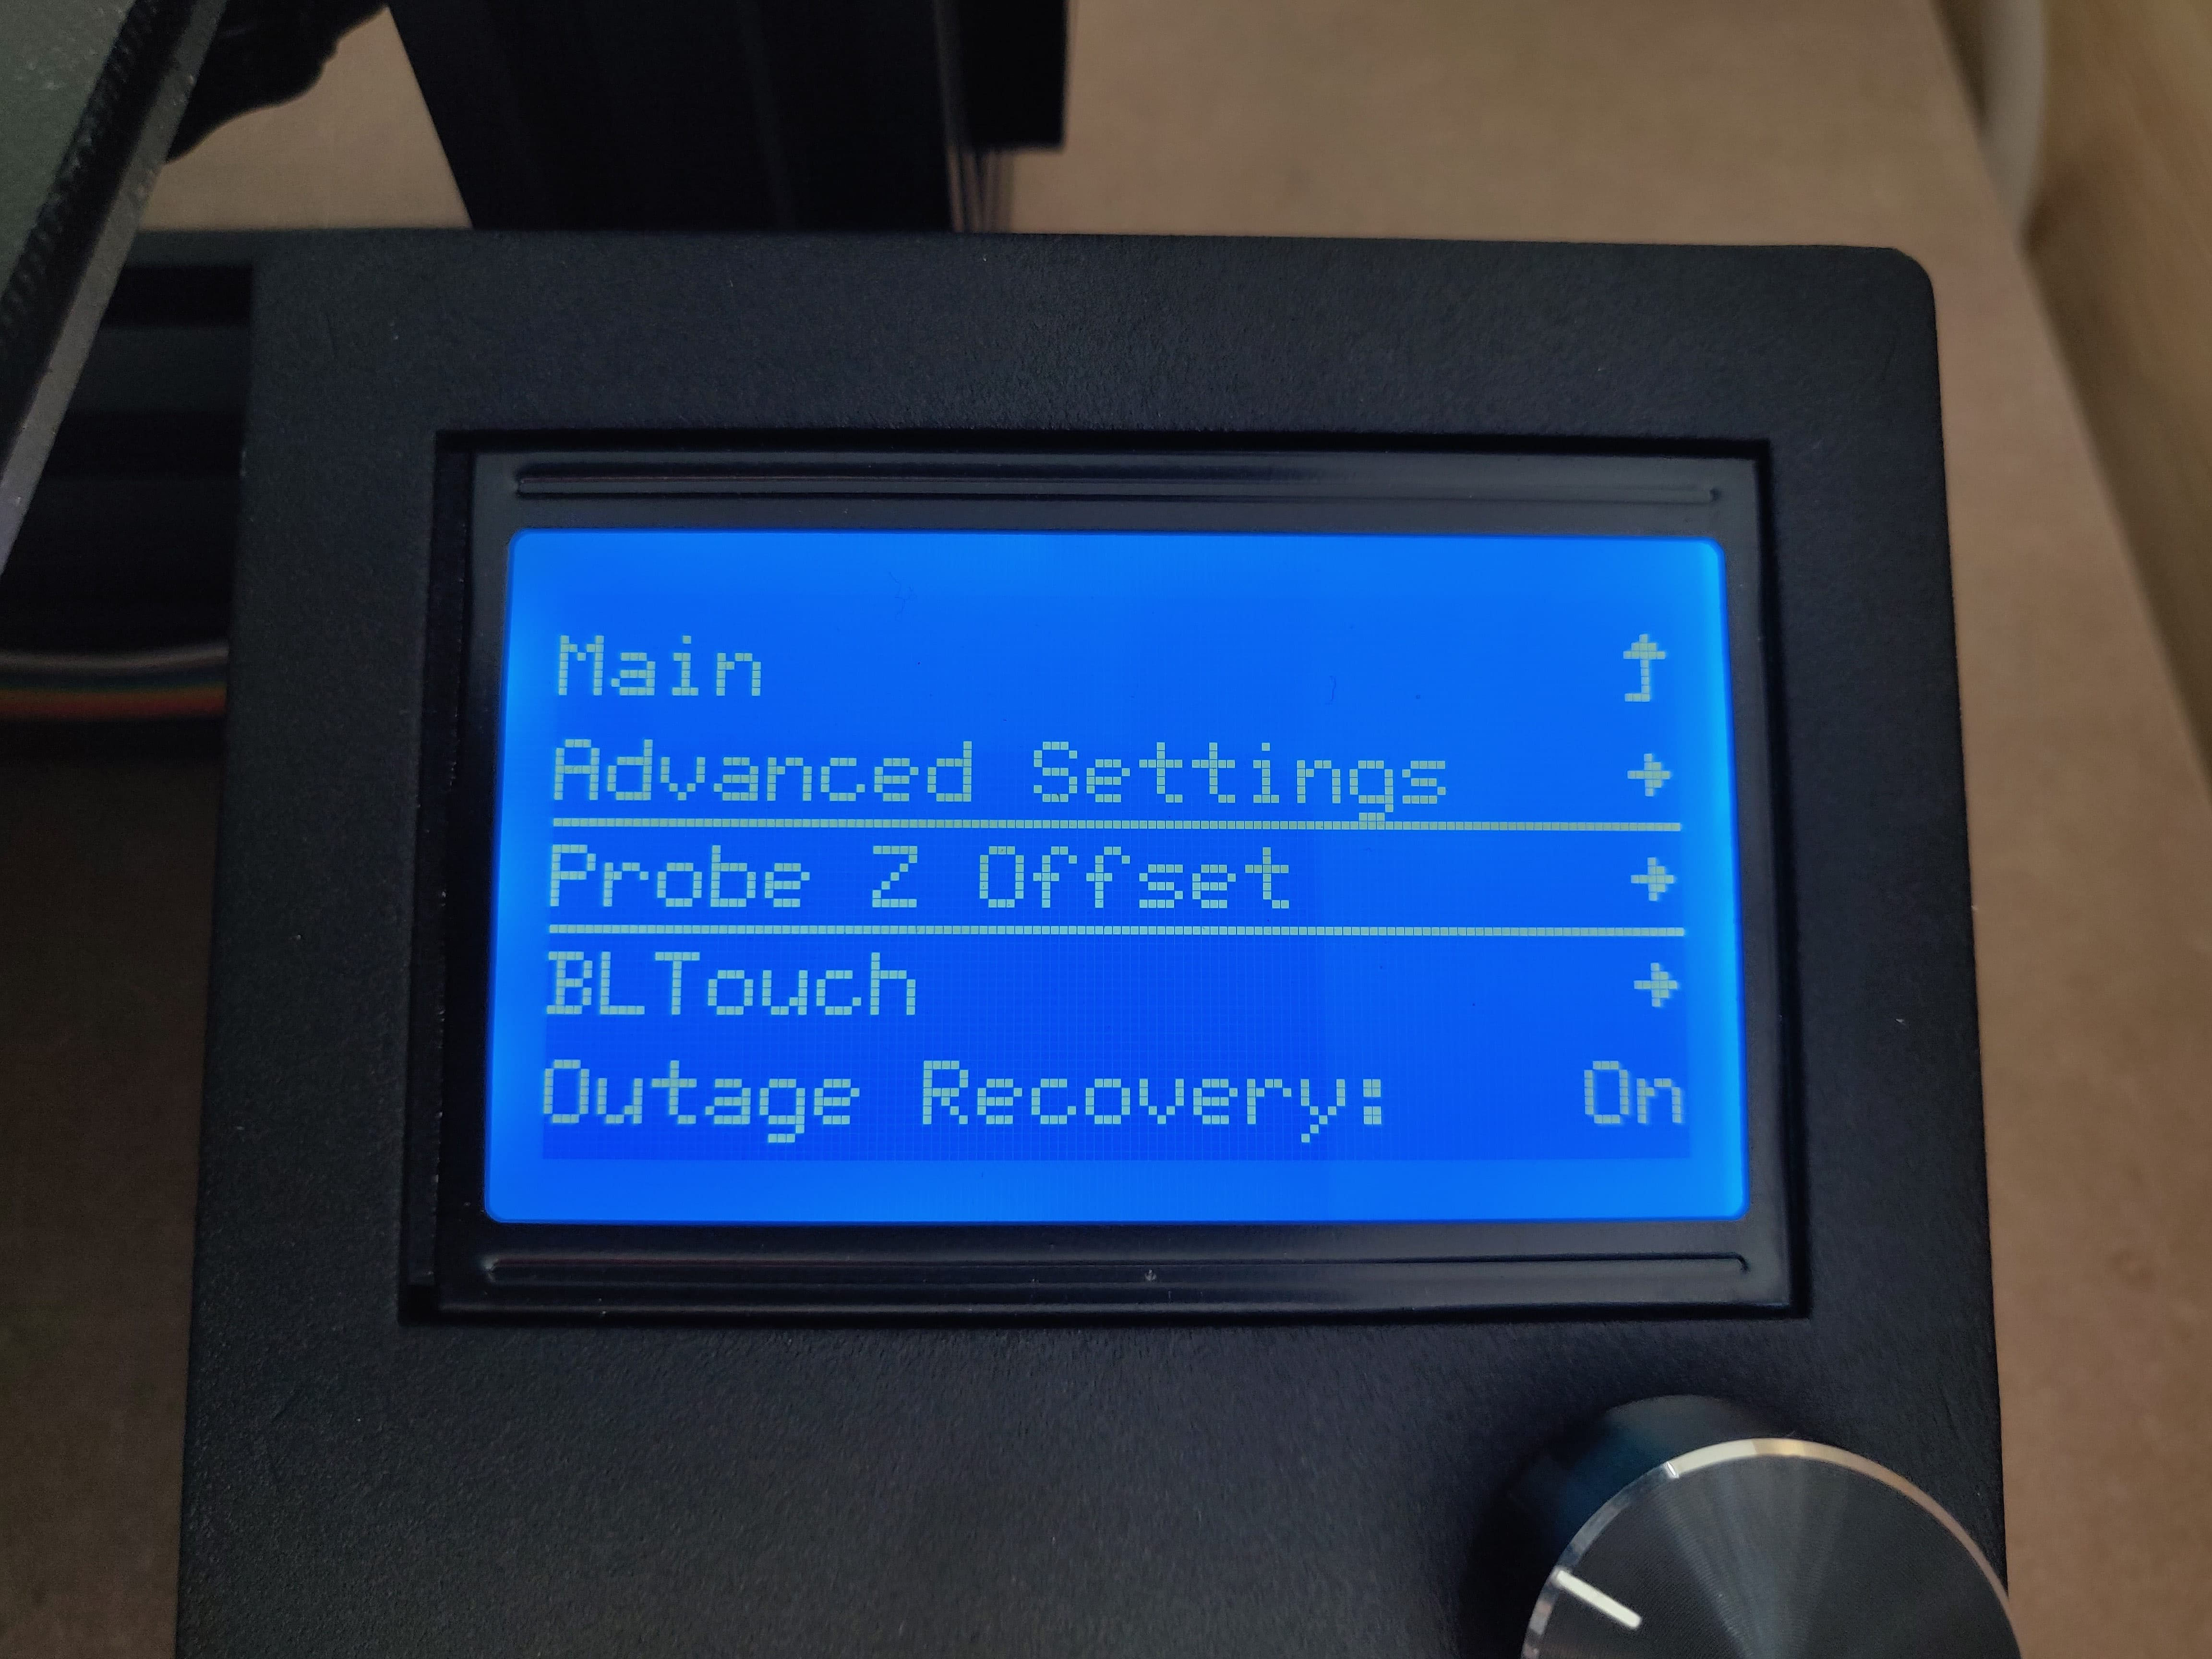 Main
Advanced Settings
Probe Z Offset
BLTouch
Outage Recovery: On